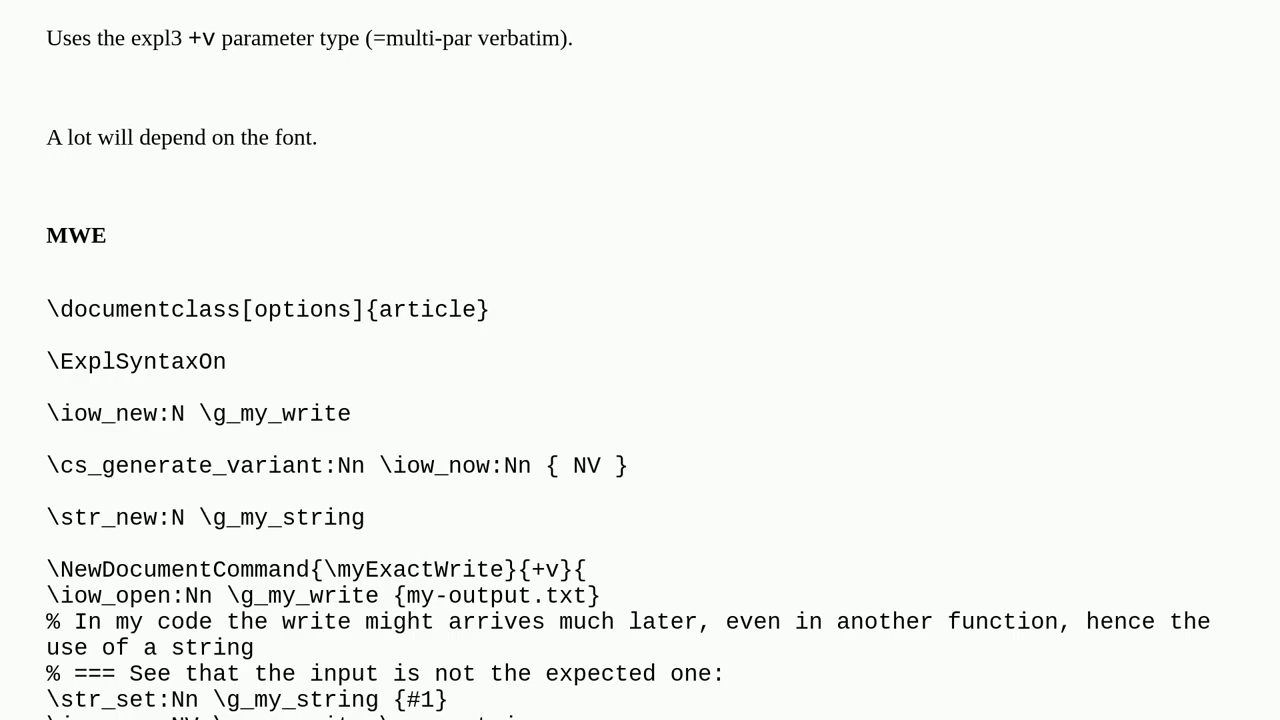 Uses the expl3 +v parameter type (=multi-par verbatim).
A lot will depend on the font.
MWE
\documentclass[options]{article}
\ExplSyntaxOn
\iow_new:N \g_my_write
\cs_generate_variant:Nn \iow_now:Nn { NV }
\str_new:N \g_my_string
\NewDocumentCommand{\myExactWrite}{+v}{
\iow_open:Nn \g_my_write {my-output.txt}
% In my code the write might arrives much later, even in another function, hence the
use of a string
% === See that the input is not the expected one:
\str_set:Nn \g_my_string {#1}